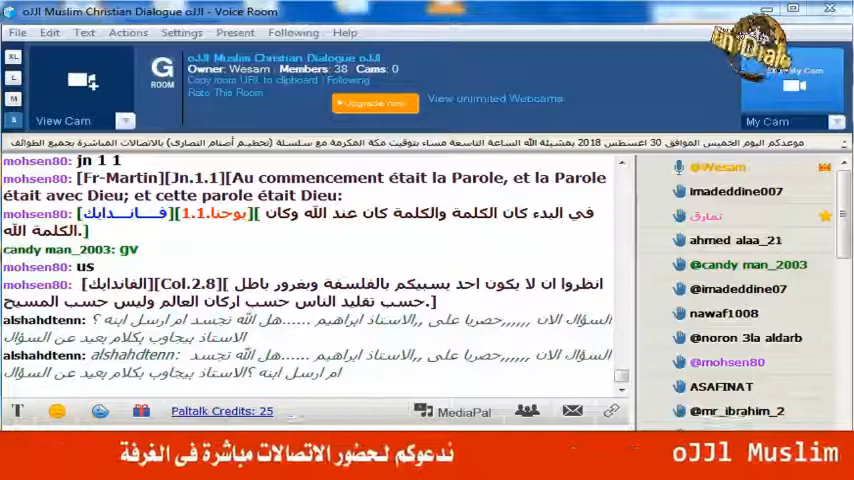 oJJl Muslim Christian Dialogue oJJl - Voice Room
File Edit Text Actions Settings Present Following Help
XL
L
M
S
View Cam
G
ROOM
oJJl Muslim Christian Dialogue oJJl
Owner: Wesam Members: 38 Cams: 0
Copy room URL to clipboard | Following
Rate This Room
Upgrade now
View unlimited Webcams
My Cam
موعدكم اليوم الخميس الموافق 30 اغسطس 2018 بمشيئة الله الساعة التاسعة مساء بتوقيت مكة المكرمة مع سلسلة (تحطيم أصنام النصارى) بالاتصالات المباشرة بجميع الطوائف
mohsen80: jn 1 1
mohsen80: [Fr-Martin][Jn.1.1][Au commencement était la Parole, et la Parole
était avec Dieu; et cette parole était Dieu:
mohsen80: [فــانــدايك][يوحنا.1.1][ في البدء كان الكلمة والكلمة كان عند الله وكان
الكلمة الله.]
candy man_2003: gv
mohsen80: us
mohsen80: [الفاندايك][Col.2.8][ انظروا ان لا يكون احد يسبيكم بالفلسفة وبغرور باطل
حسب تقليد الناس حسب اركان العالم وليس حسب المسيح.]
alshahdtenn: السؤال الان ,,,,,,حصريا على ,,الاستاذ ابراهيم ......هل الله تجسد ام ارسل ابنه ؟
الاستاذ بيجاوب بكلام بعيد عن السؤال
alshahdtenn: alshahdtenn: السؤال الان ,,,,,,حصريا على ,,الاستاذ ابراهيم ......هل الله تجسد
ام ارسل ابنه ؟الاستاذ بيجاوب بكلام بعيد عن السؤال
@Wesam
imadeddine007
تمارق
ahmed alaa_21
@candy man_2003
@imadeddine07
nawaf1008
@noron 3la aldarb
@mohsen80
ASAFINAT
@mr_ibrahim_2
T
Paltalk Credits: 25
MediaPal
ندعوكم لحضور الاتصالات مباشرة فى الغرفة
oJJl Muslim